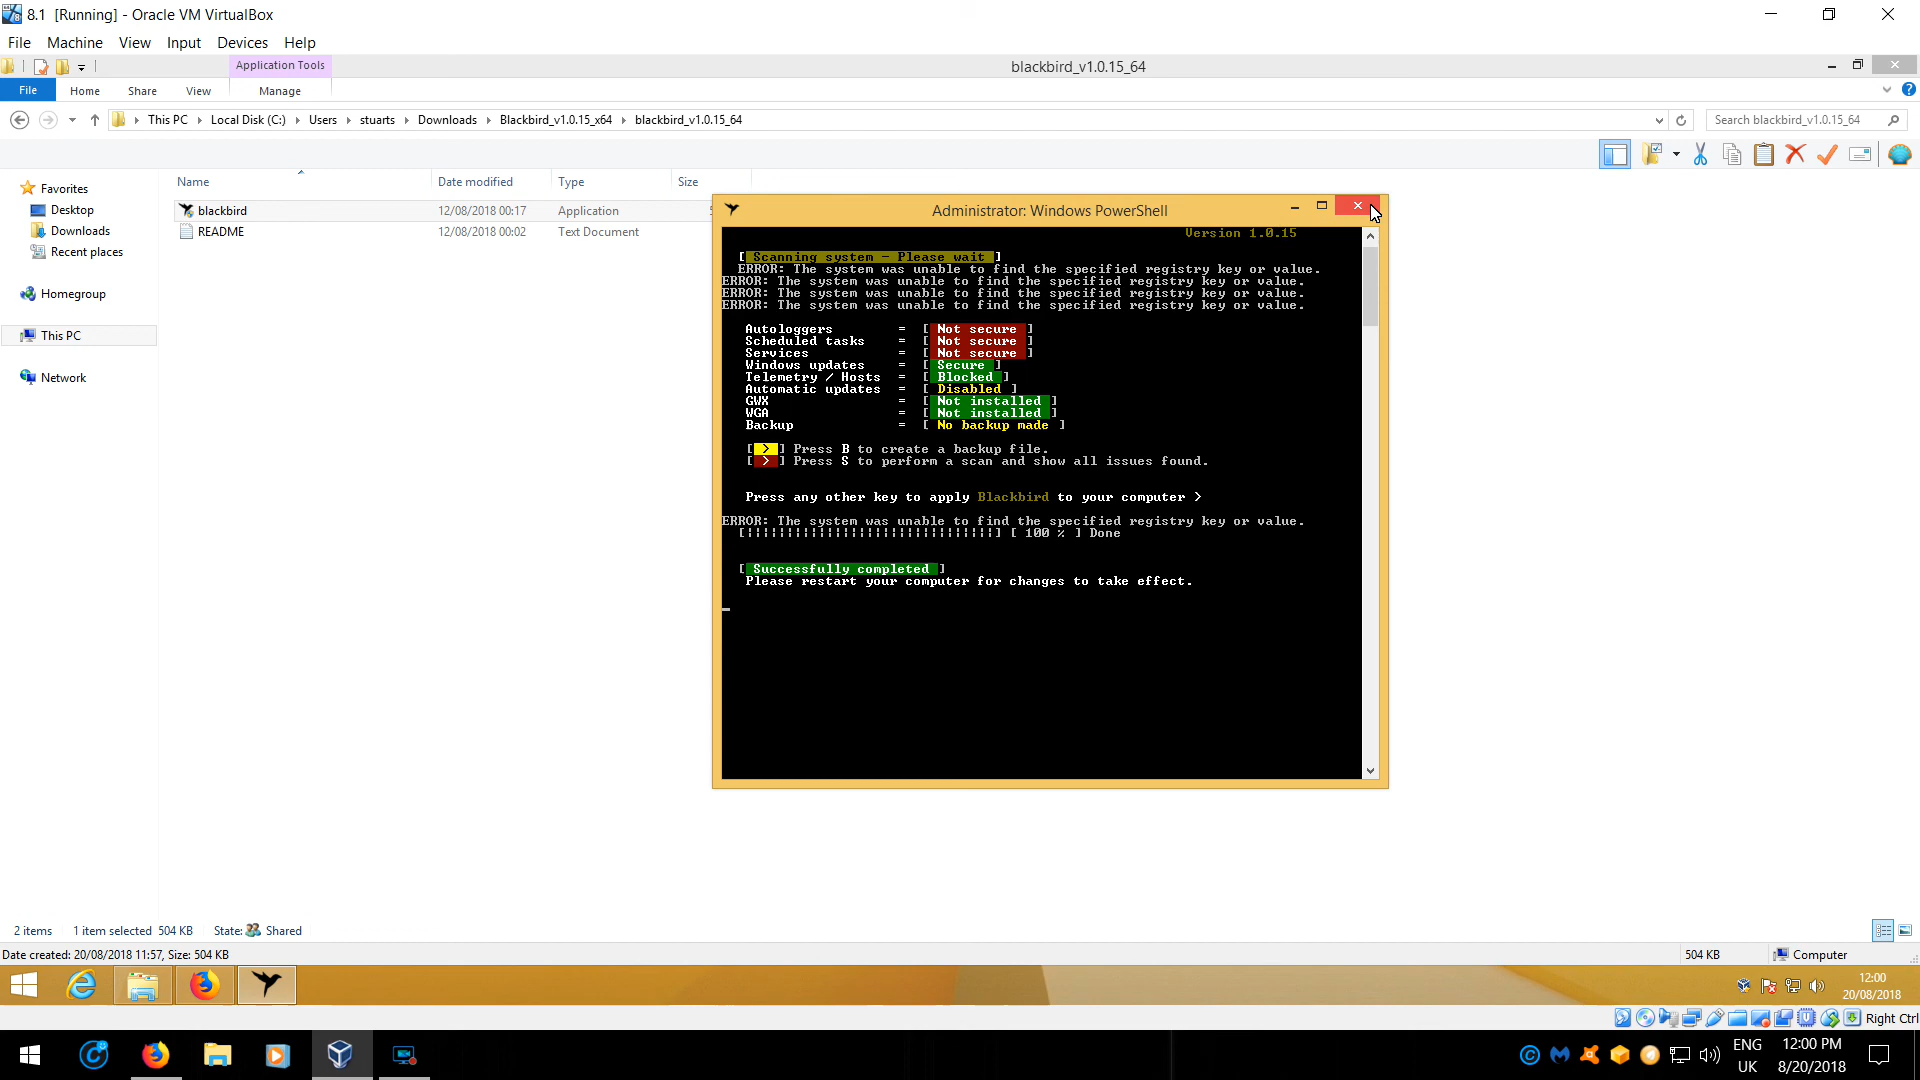 8.1 [Running] - Oracle VM VirtualBox
File Machine View Input Devices Help
Application Tools
blackbird_v1.0.15_64
File Home Share View Manage
This PC Local Disk (C:) Users stuarts Downloads Blackbird_v1.0.15_x64 blackbird_v1.0.15_64
Search blackbird_v1.0.15_64
Name Date modified Type Size
Favorites
Desktop
Downloads
Recent places
Homegroup
This PC
Network
blackbird 12/08/2018 00:17 Application
README 12/08/2018 00:02 Text Document
Administrator: Windows PowerShell
Version 1.0.15
[ Scanning system - Please wait ]
ERROR: The system was unable to find the specified registry key or value.
ERROR: The system was unable to find the specified registry key or value.
ERROR: The system was unable to find the specified registry key or value.
ERROR: The system was unable to find the specified registry key or value.
Autologgers = [ Not secure ]
Scheduled tasks = [ Not secure ]
Services = [ Not secure ]
Windows updates = [ Secure ]
Telemetry / Hosts = [ Blocked ]
Automatic updates = [ Disabled ]
GWX = [ Not installed ]
WGA = [ Not installed ]
Backup = [ No backup made ]
[ > ] Press B to create a backup file.
[ > ] Press S to perform a scan and show all issues found.
Press any other key to apply Blackbird to your computer >
ERROR: The system was unable to find the specified registry key or value.
[|||||||||||||||||||||||||||||||] [ 100 % ] Done
[ Successfully completed ]
Please restart your computer for changes to take effect.
_
2 items 1 item selected 504 KB State: Shared
Date created: 20/08/2018 11:57, Size: 504 KB
504 KB Computer
12:00
20/08/2018
Right Ctrl
ENG
UK
12:00 PM
8/20/2018